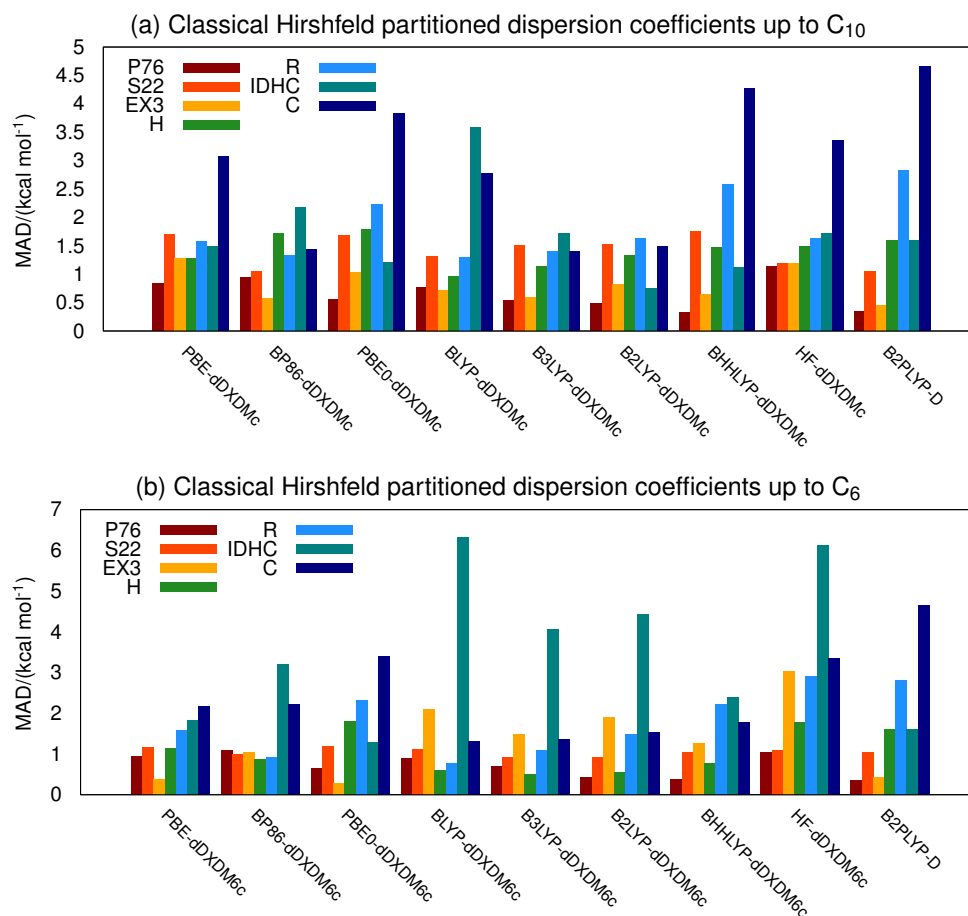 (a) Classical Hirshfeld partitioned dispersion coefficients up to C10
MAD/(kcal mol-1)
5
4.5
4
3.5
3
2.5
2
1.5
1
0.5
0
P76
S22
EX3
H
R
IDHC
C
PBE-dDXDMc
BP86-dDXDMc
PBE0-dDXDMc
BLYP-dDXDMc
B3LYP-dDXDMc
B2LYP-dDXDMc
BHHLYP-dDXDMc
HF-dDXDMc
B2PLYP-D
(b) Classical Hirshfeld partitioned dispersion coefficients up to C6
MAD/(kcal mol-1)
7
6
5
4
3
2
1
0
P76
S22
EX3
H
R
IDHC
C
PBE-dDXDM6c
BP86-dDXDM6c
PBE0-dDXDM6c
BLYP-dDXDM6c
B3LYP-dDXDM6c
B2LYP-dDXDM6c
BHHLYP-dDXDM6c
HF-dDXDM6c
B2PLYP-D